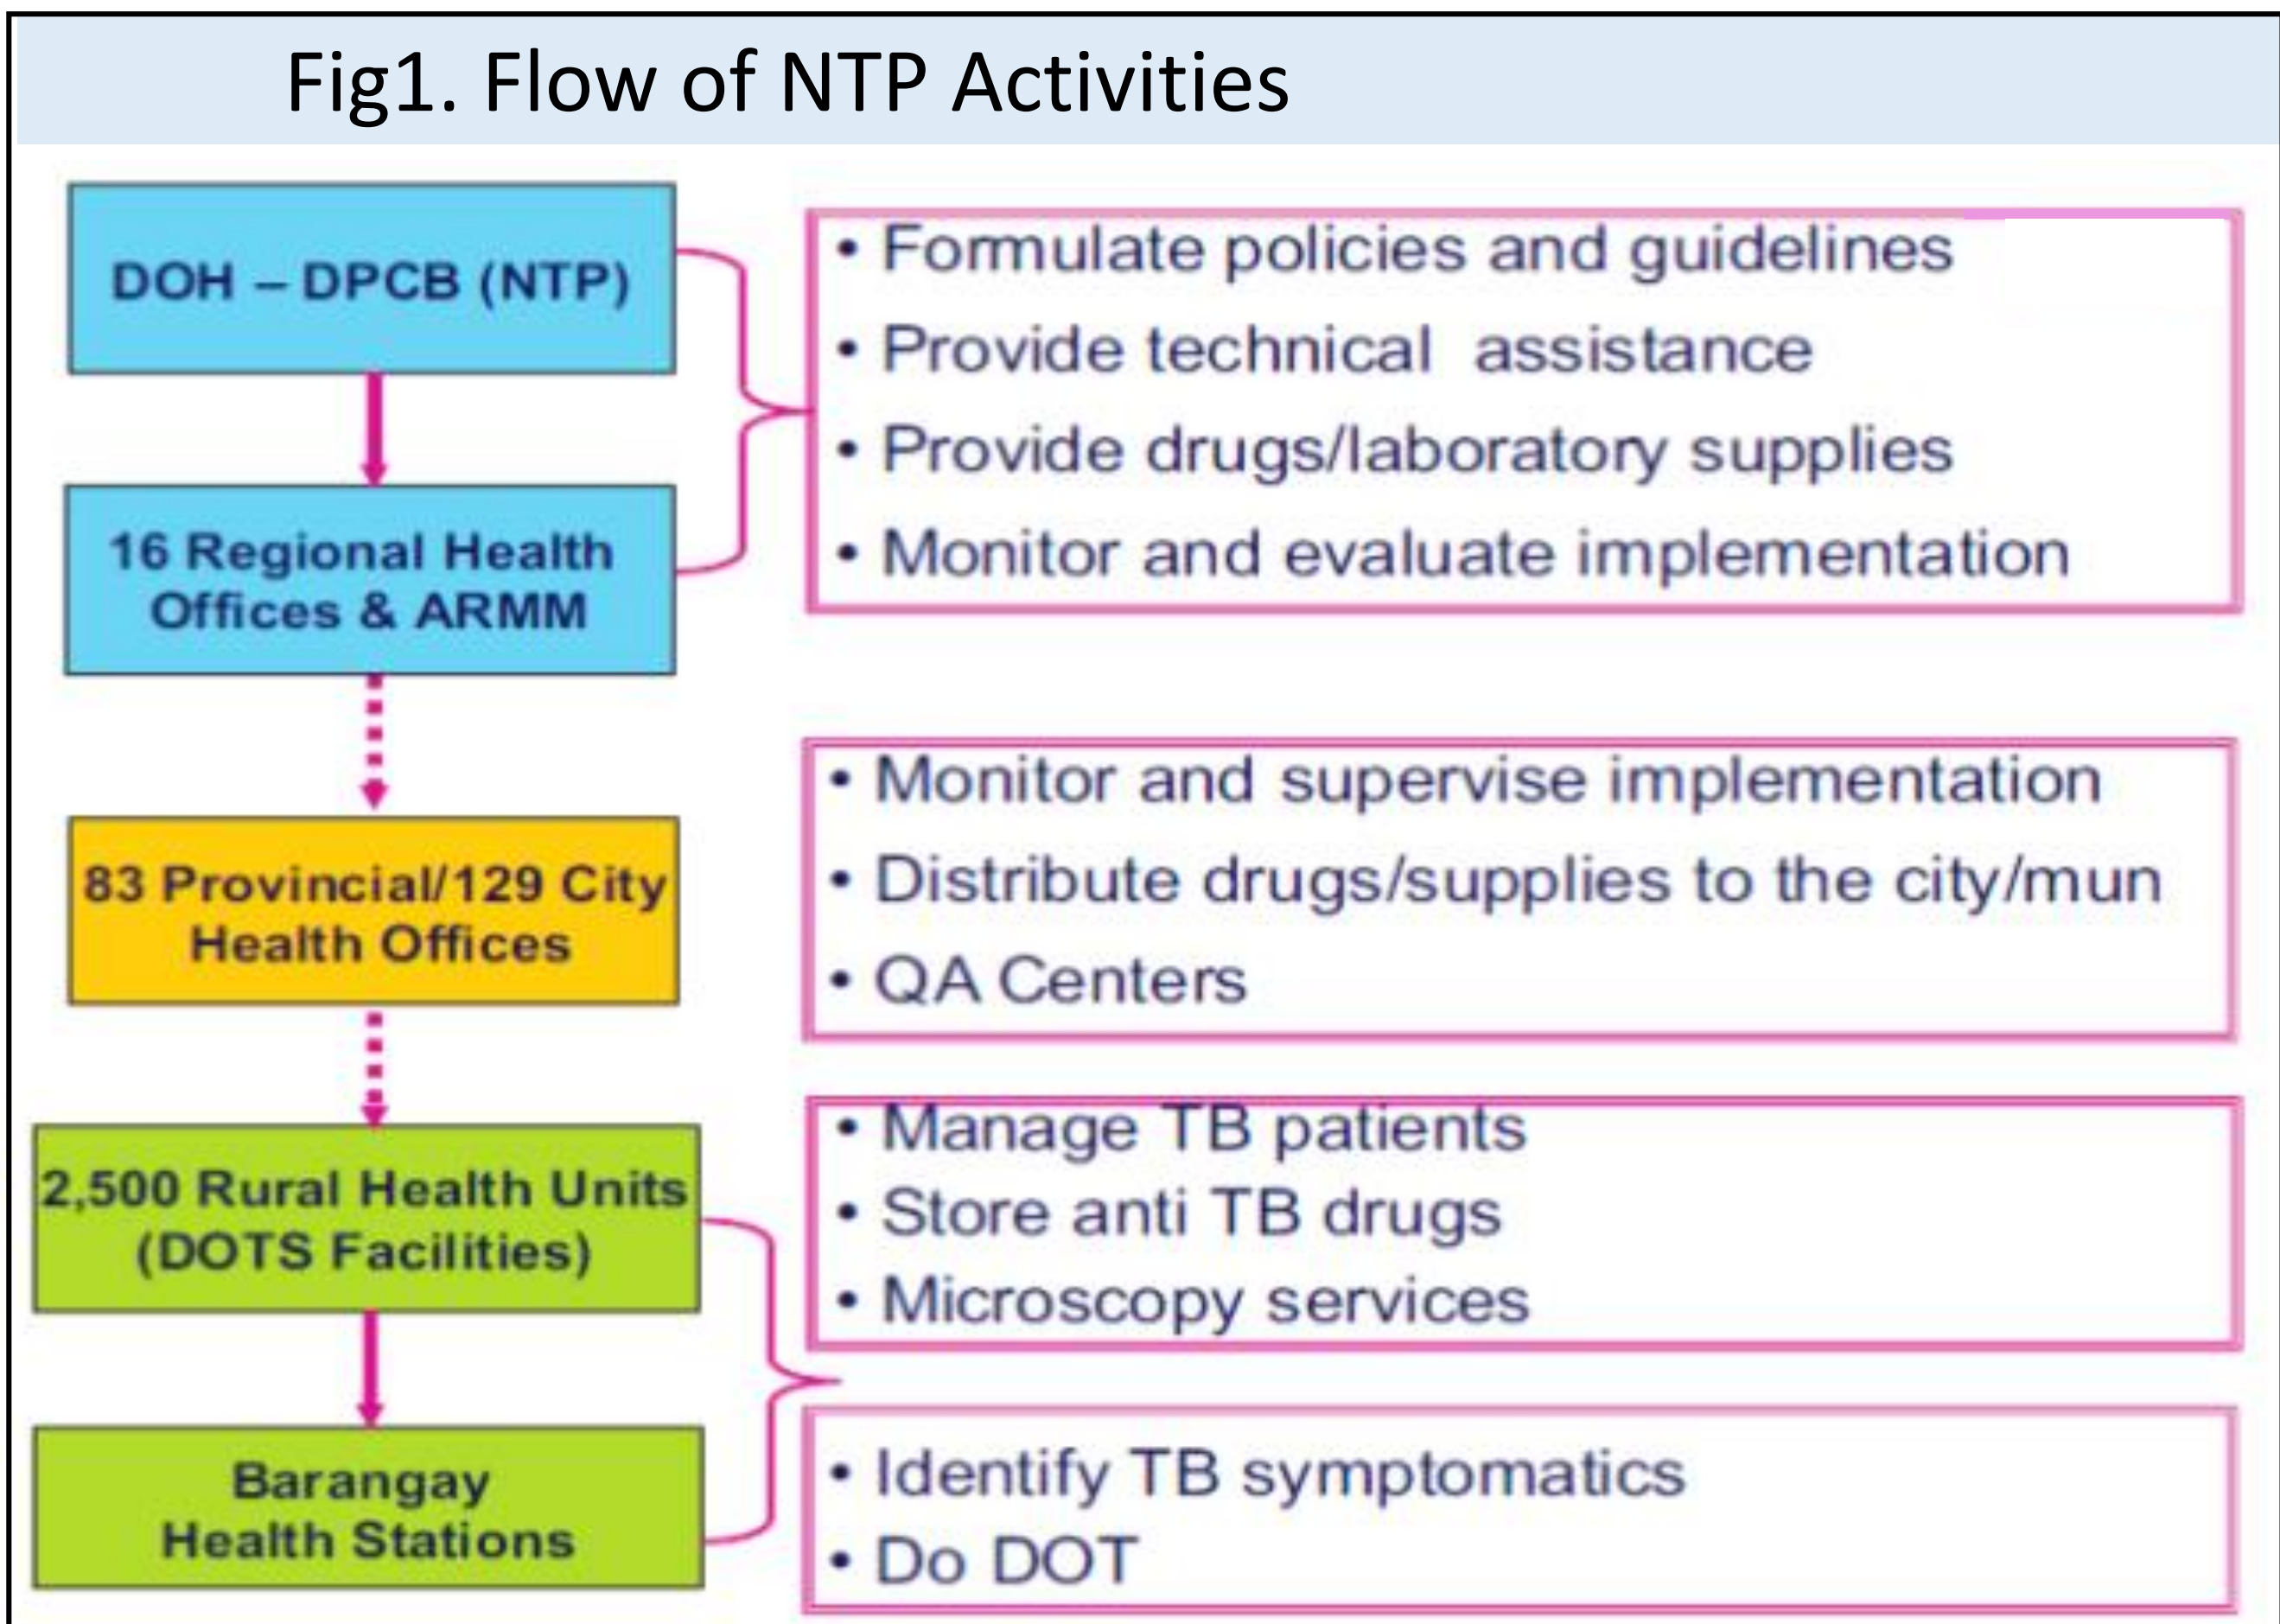 Fig1. Flow of NTP Activities
DOH – DPCB (NTP)
• Formulate policies and guidelines
• Provide technical assistance
• Provide drugs/laboratory supplies
• Monitor and evaluate implementation
16 Regional Health
Offices & ARMM
83 Provincial/129 City
Health Offices
• Monitor and supervise implementation
• Distribute drugs/supplies to the city/mun
• QA Centers
2,500 Rural Health Units
(DOTS Facilities)
• Manage TB patients
• Store anti TB drugs
• Microscopy services
Barangay
Health Stations
• Identify TB symptomatics
• Do DOT